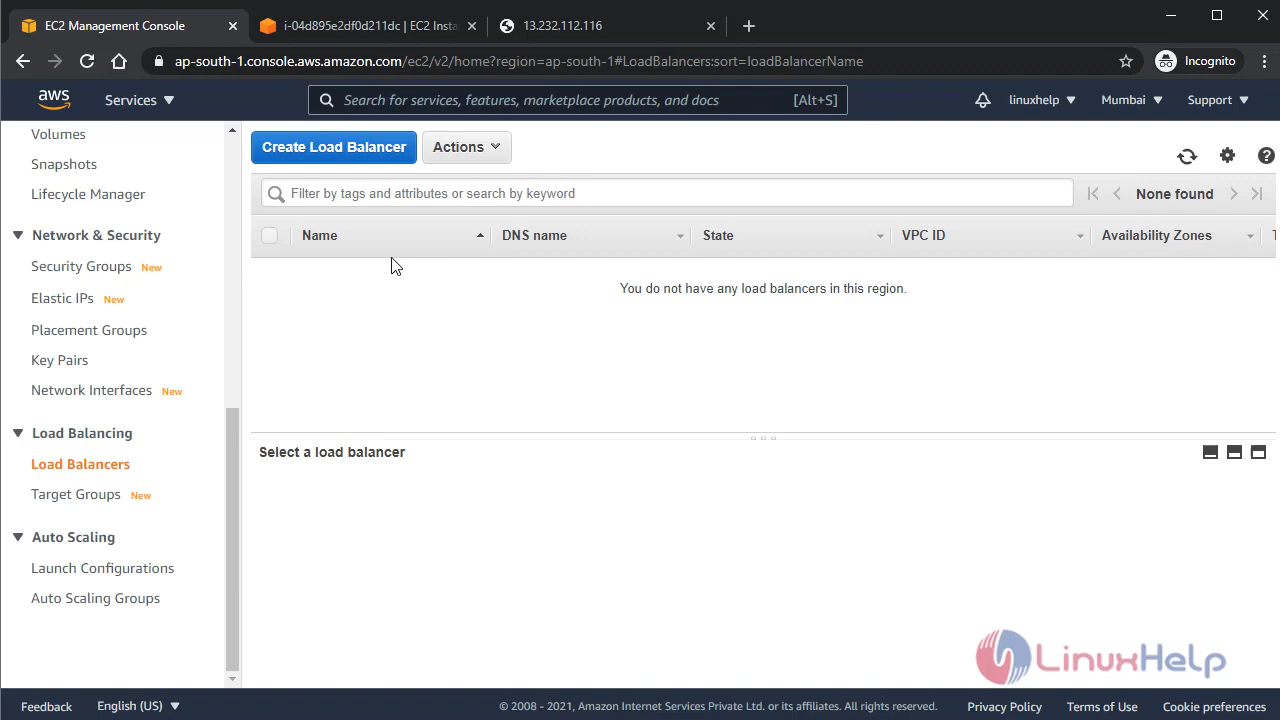 EC2 Management Console
i-04d895e2df0d211dc | EC2 Insta
13.232.112.116
ap-south-1.console.aws.amazon.com/ec2/v2/home?region=ap-south-1#LoadBalancers:sort=loadBalancerName
Incognito
aws
Services
Search for services, features, marketplace products, and docs
[Alt+S]
linuxhelp
Mumbai
Support
Volumes
Snapshots
Lifecycle Manager
Network & Security
Security Groups New
Elastic IPs New
Placement Groups
Key Pairs
Network Interfaces New
Load Balancing
Load Balancers
Target Groups New
Auto Scaling
Launch Configurations
Auto Scaling Groups
Create Load Balancer
Actions
Filter by tags and attributes or search by keyword
None found
Name
DNS name
State
VPC ID
Availability Zones
You do not have any load balancers in this region.
Select a load balancer
LinuxHelp
Feedback
English (US)
© 2008 - 2021, Amazon Internet Services Private Ltd. or its affiliates. All rights reserved.
Privacy Policy
Terms of Use
Cookie preferences